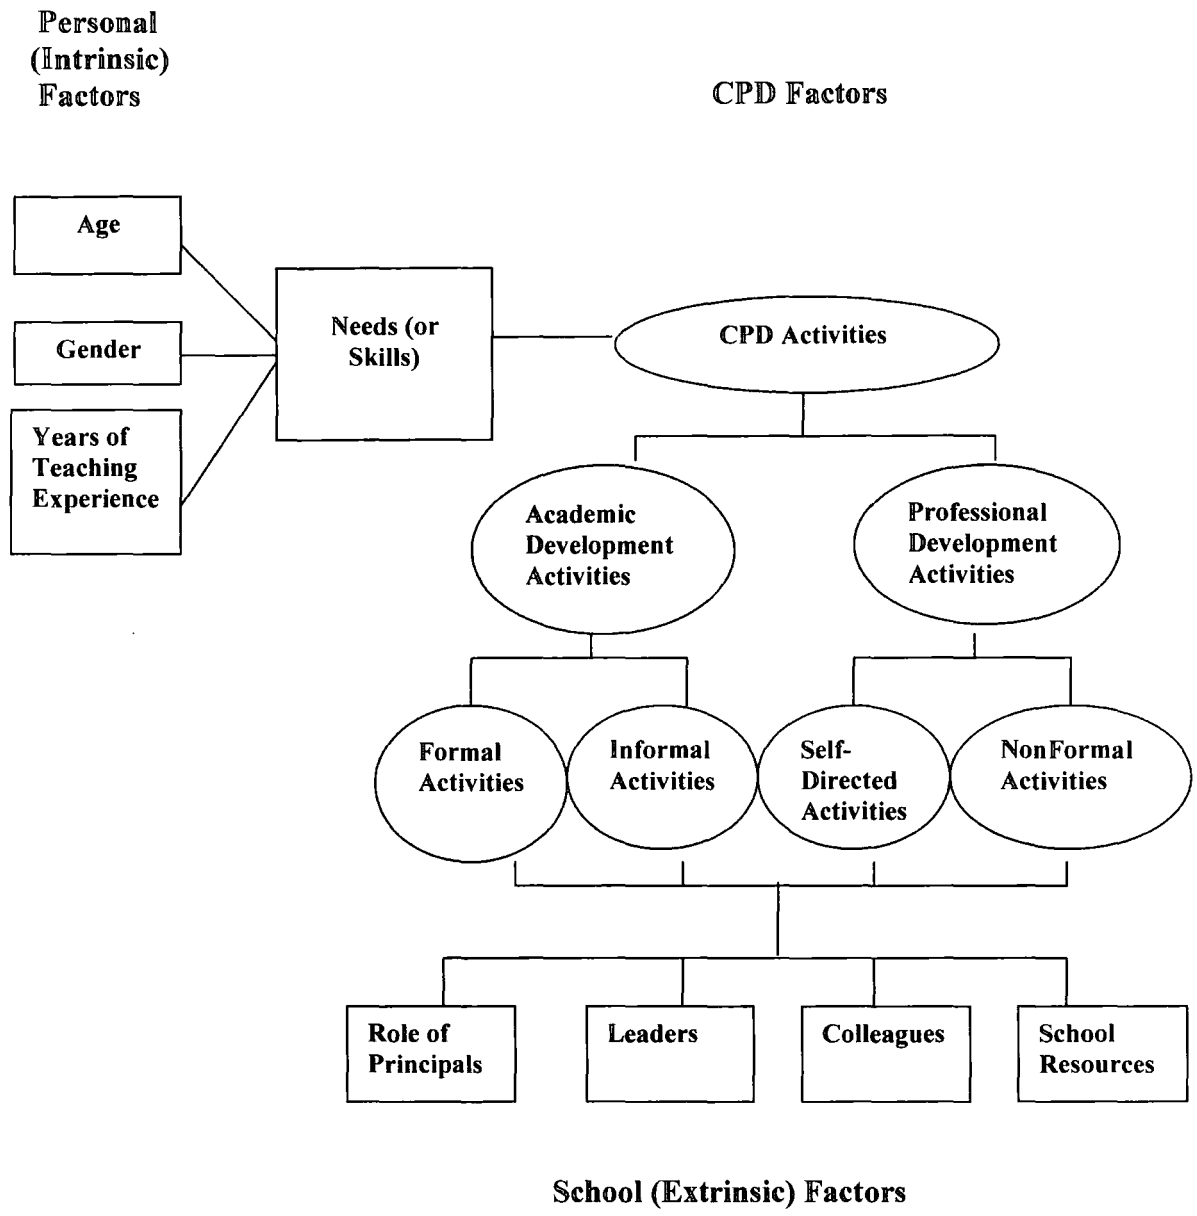 Personal
(Intrinsic)
Factors
CPD Factors
Age
Gender
Years of
Teaching
Experience
Needs (or
Skills)
CPD Activities
Academic
Development
Activities
Professional
Development
Activities
Formal
Activities
Informal
Activities
Self-
Directed
Activities
NonFormal
Activities
Role of
Principals
Leaders
Colleagues
School
Resources
School (Extrinsic) Factors